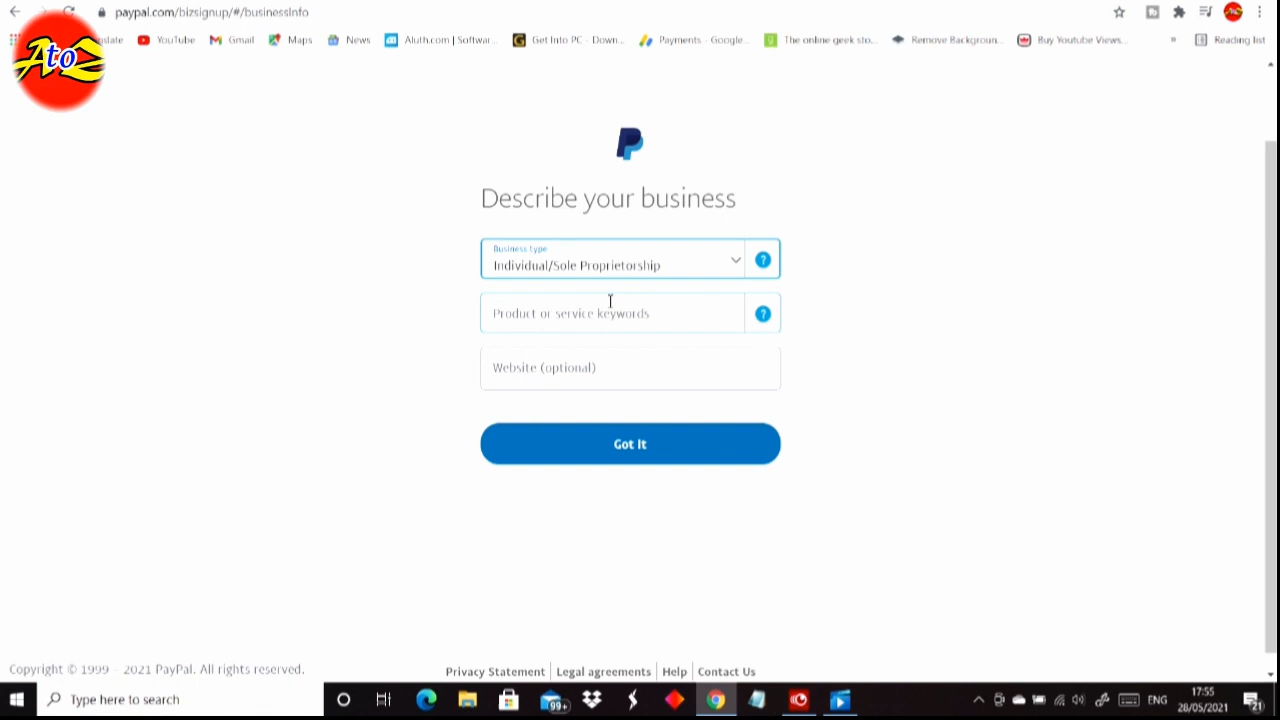 paypal.com/bizsignup/#/businessInfo
AtoZ
YouTube
Gmail
Maps
News
Aluth.com | Softwar...
Get Into PC - Down...
Payments - Google...
The online geek sto...
Remove Backgroun...
Buy Youtube Views...
»
Reading list
Describe your business
Business type
Individual/Sole Proprietorship
?
Product or service keywords
?
Website (optional)
Got It
Copyright © 1999 – 2021 PayPal. All rights reserved.
Privacy Statement
Legal agreements
Help
Contact Us
Type here to search
99+
ENG
17:55
28/05/2021
21